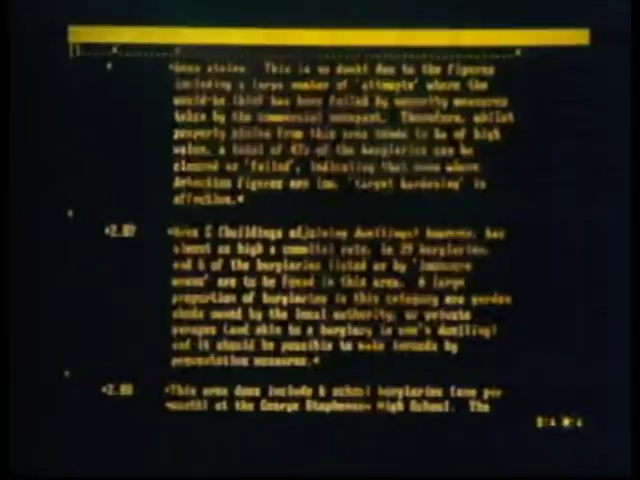 been stolen. This is no doubt due to the figures
including a large number of 'attempts' where the
would-be thief has been foiled by security measures
taken by the commercial occupant. Therefore, whilst
property stolen from this area tends to be of high
value, a total of of the burglaries can be
classed as 'failed', indicating that even where
detection figures are low, 'target hardening' is
effective.
2.07 Area C (buildings adjoining dwellings) however, has
almost as high a rate, in 29 burglaries,
and of the burglaries listed as by 'insecure
means' are to be found in this area. A large
proportion of burglaries in this category are garden
sheds owned by the local authority, or private
garages (and akin to a burglary in one's dwelling)
and it should be possible to make inroads by
preventative measures.
2.08 This area does include 6 school burglaries (one per
month) at the George Stephenson High School. The